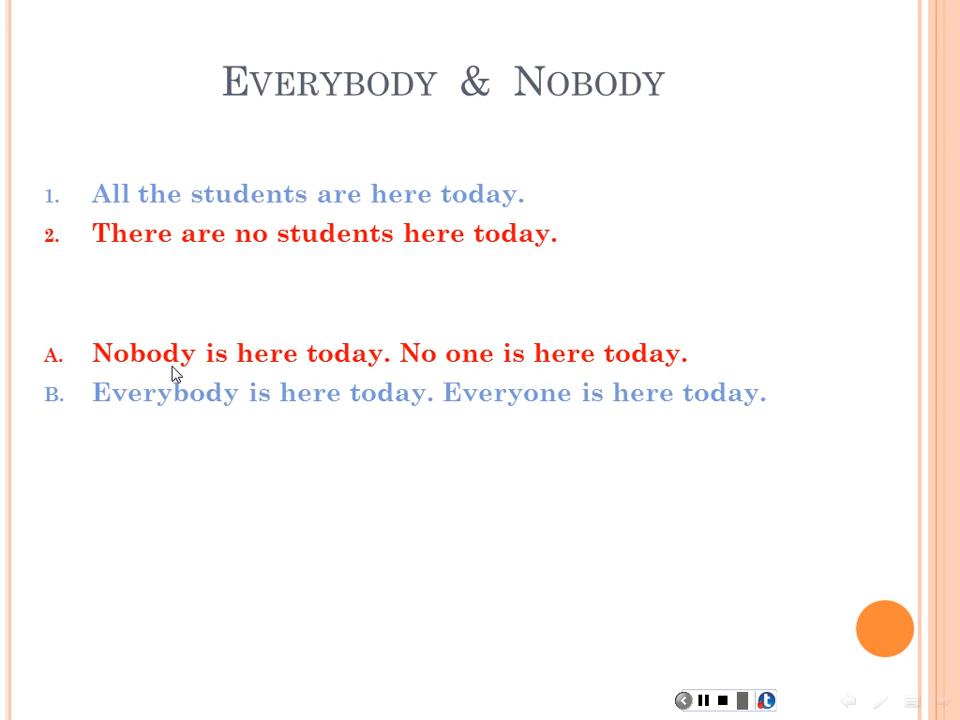 EVERYBODY & NOBODY
1. All the students are here today.
2. There are no students here today.
A. Nobody is here today. No one is here today.
B. Everybody is here today. Everyone is here today.